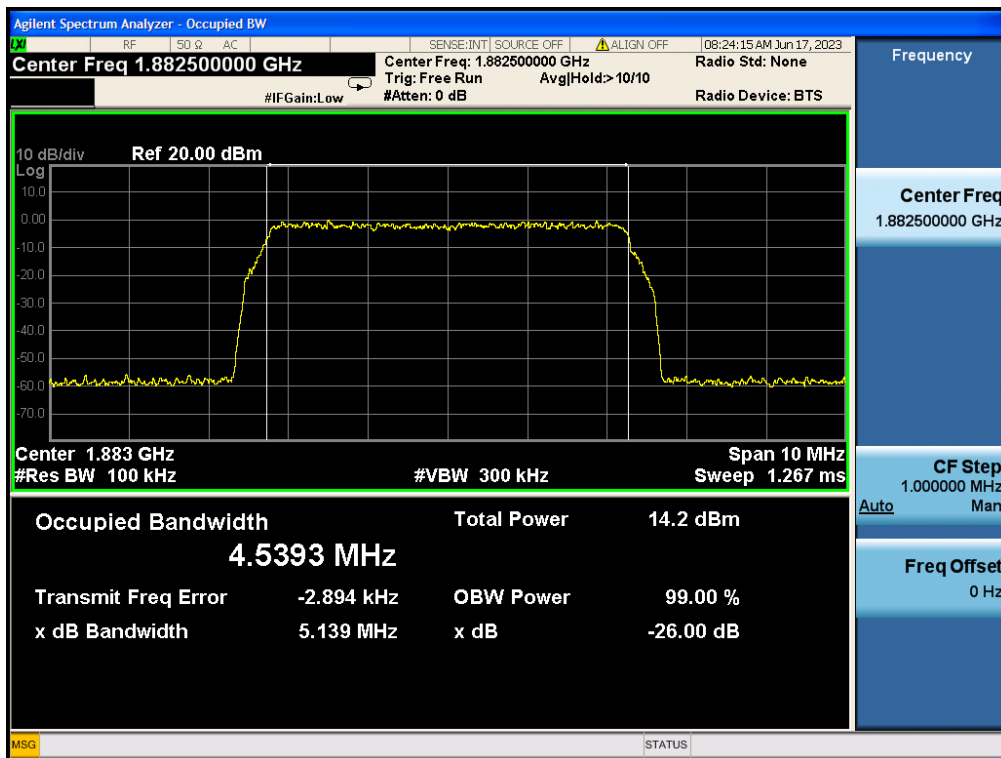 Agilent Spectrum Analyzer - Occupied BW
LXI RF 50 Ω AC SENSE:INT SOURCE OFF ALIGN OFF 08:24:15 AM Jun 17, 2023
Center Freq 1.882500000 GHz
Center Freq: 1.882500000 GHz
Radio Std: None
Trig: Free Run Avg|Hold:>10/10
#IFGain:Low
#Atten: 0 dB
Radio Device: BTS
10 dB/div Ref 20.00 dBm
Log
10.0
0.00
-10.0
-20.0
-30.0
-40.0
-50.0
-60.0
-70.0
Center 1.883 GHz Span 10 MHz
#Res BW 100 kHz #VBW 300 kHz Sweep 1.267 ms
Occupied Bandwidth Total Power 14.2 dBm
4.5393 MHz
Transmit Freq Error -2.894 kHz OBW Power 99.00 %
x dB Bandwidth 5.139 MHz x dB -26.00 dB
Frequency
Center Freq
1.882500000 GHz
CF Step
1.000000 MHz
Auto Man
Freq Offset
0 Hz
MSG STATUS